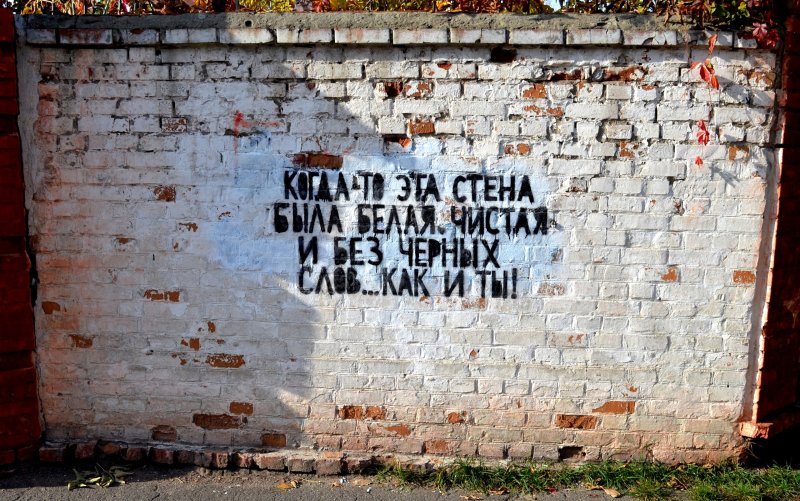 КОГДА-ТО ЭТА СТЕНА
БЫЛА БЕЛАЯ, ЧИСТАЯ
И БЕЗ ЧЕРНЫХ
СЛОВ...КАК И ТЫ!